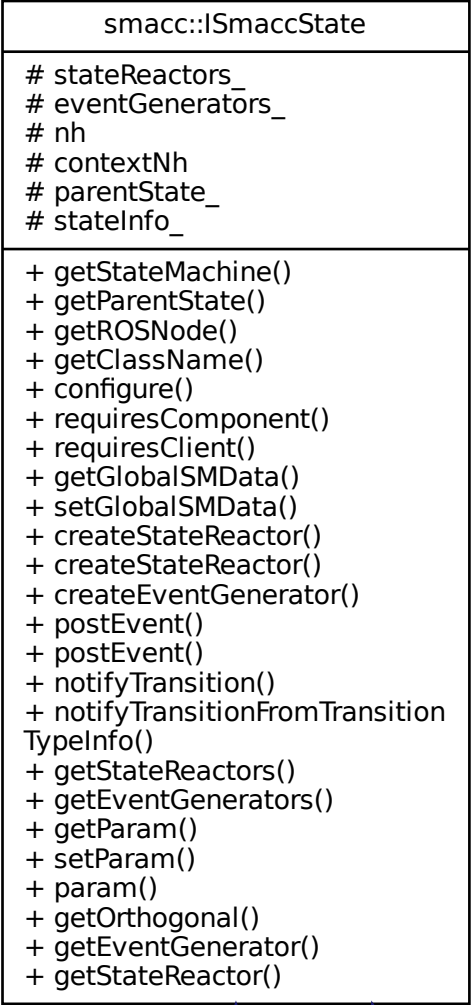 smacc::ISmaccState
# stateReactors_
# eventGenerators_
# nh
# contextNh
# parentState_
# stateInfo_
+ getStateMachine()
+ getParentState()
+ getROSNode()
+ getClassName()
+ configure()
+ requiresComponent()
+ requiresClient()
+ getGlobalSMData()
+ setGlobalSMData()
+ createStateReactor()
+ createStateReactor()
+ createEventGenerator()
+ postEvent()
+ postEvent()
+ notifyTransition()
+ notifyTransitionFromTransition
TypeInfo()
+ getStateReactors()
+ getEventGenerators()
+ getParam()
+ setParam()
+ param()
+ getOrthogonal()
+ getEventGenerator()
+ getStateReactor()